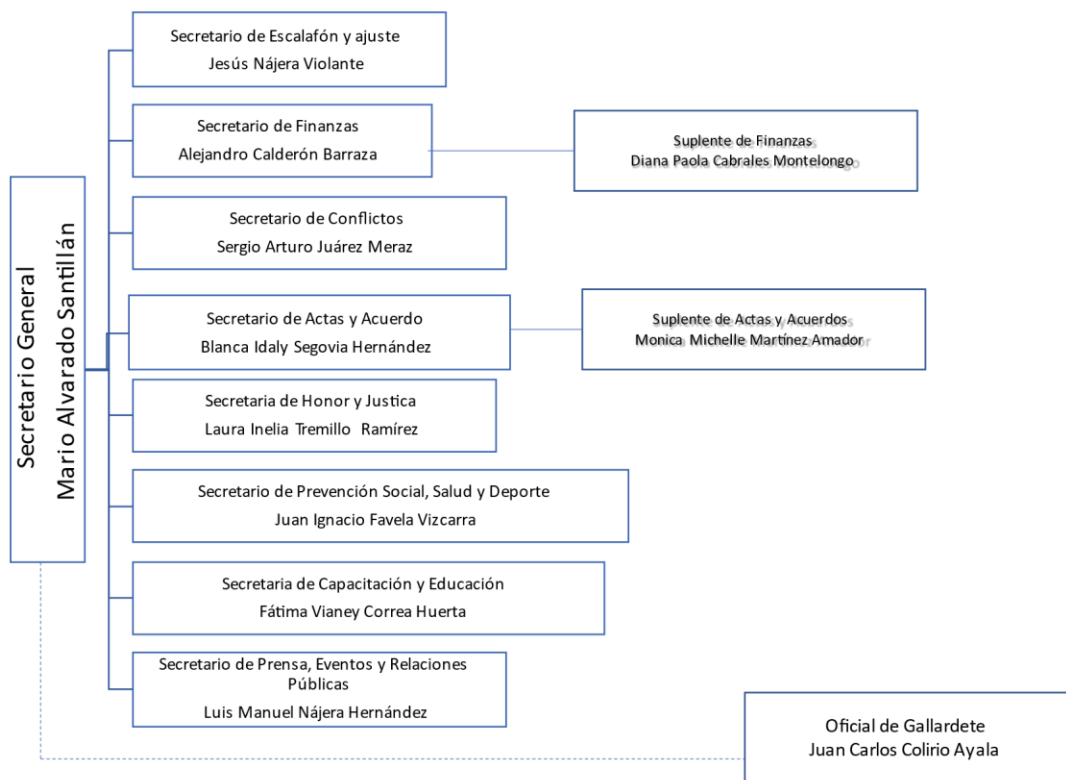 Secretario General
Mario Alvarado Santillán
Secretario de Escalafón y ajuste
Jesús Nájera Violante
Secretario de Finanzas
Alejandro Calderón Barraza
Suplente de Finanzas
Diana Paola Cabrales Montelongo
Secretario de Conflictos
Sergio Arturo Juárez Meraz
Secretario de Actas y Acuerdo
Blanca Idaly Segovia Hernández
Suplente de Actas y Acuerdos
Monica Michelle Martínez Amador
Secretaria de Honor y Justica
Laura Inelia Tremillo Ramírez
Secretario de Prevención Social, Salud y Deporte
Juan Ignacio Favela Vizcarra
Secretaria de Capacitación y Educación
Fátima Vianey Correa Huerta
Secretario de Prensa, Eventos y Relaciones
Públicas
Luis Manuel Nájera Hernández
Oficial de Gallardete
Juan Carlos Colirio Ayala